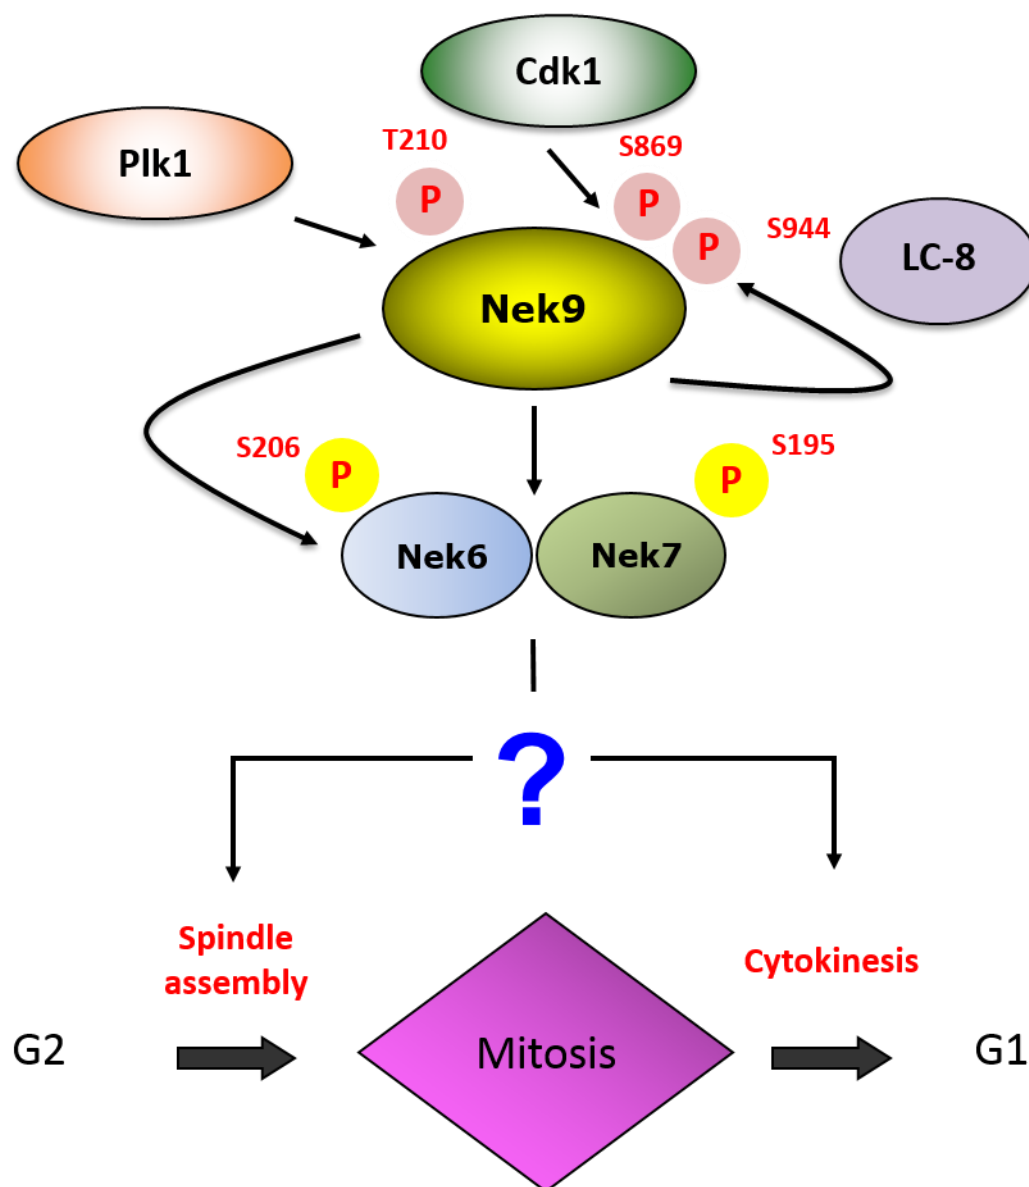 Cdk1
Plk1
T210
S869
P
P
P
S944
LC-8
Nek9
S206
P
S195
P
Nek6
Nek7
?
Spindle
assembly
Cytokinesis
G2
Mitosis
G1